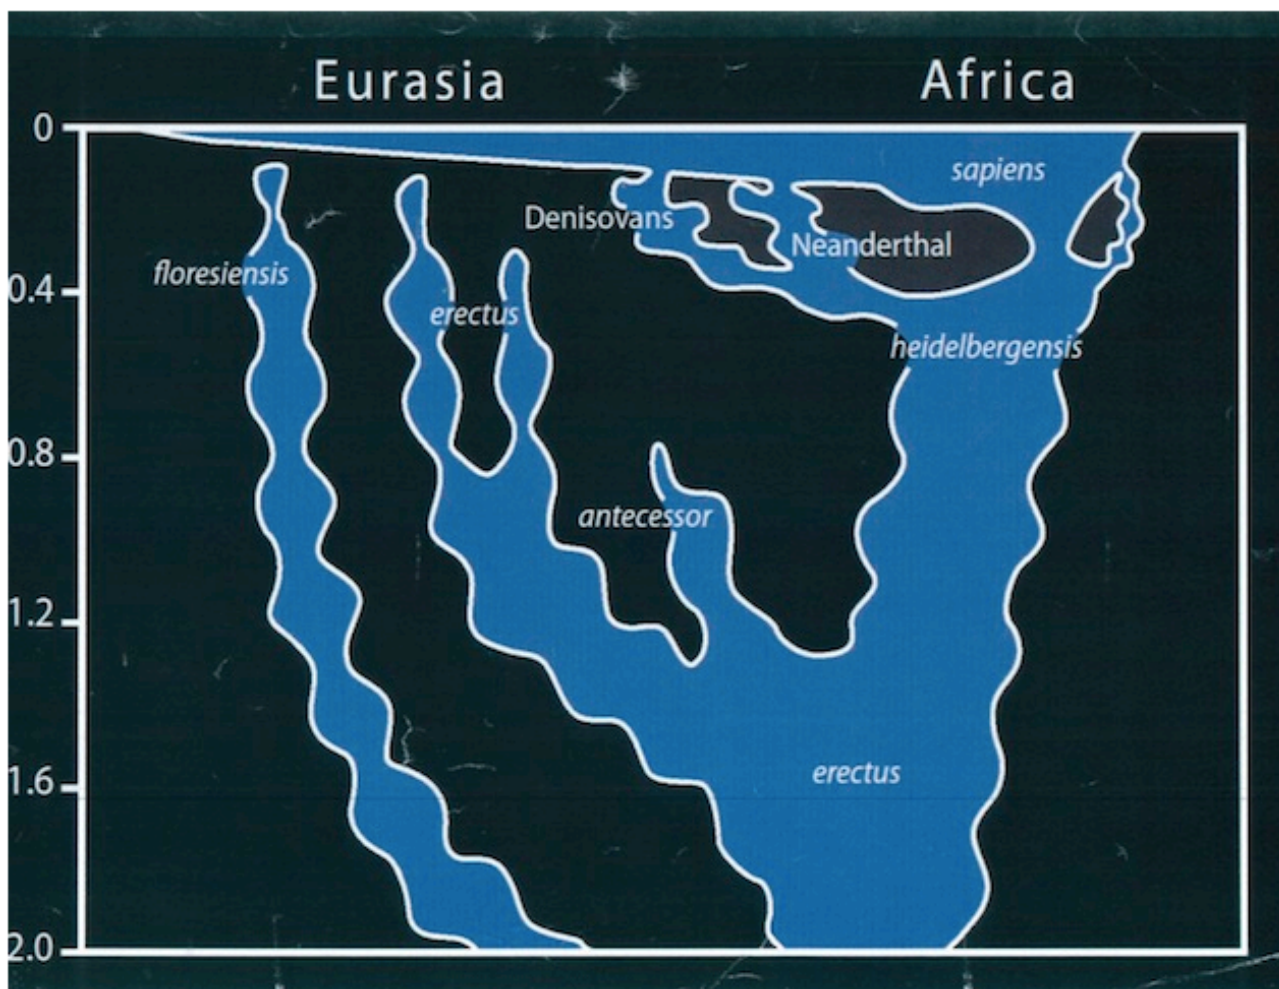 Eurasia Africa
0
sapiens
Denisovans
Neanderthal
floresiensis
0.4
erectus
heidelbergensis
0.8
antecessor
1.2
erectus
1.6
2.0